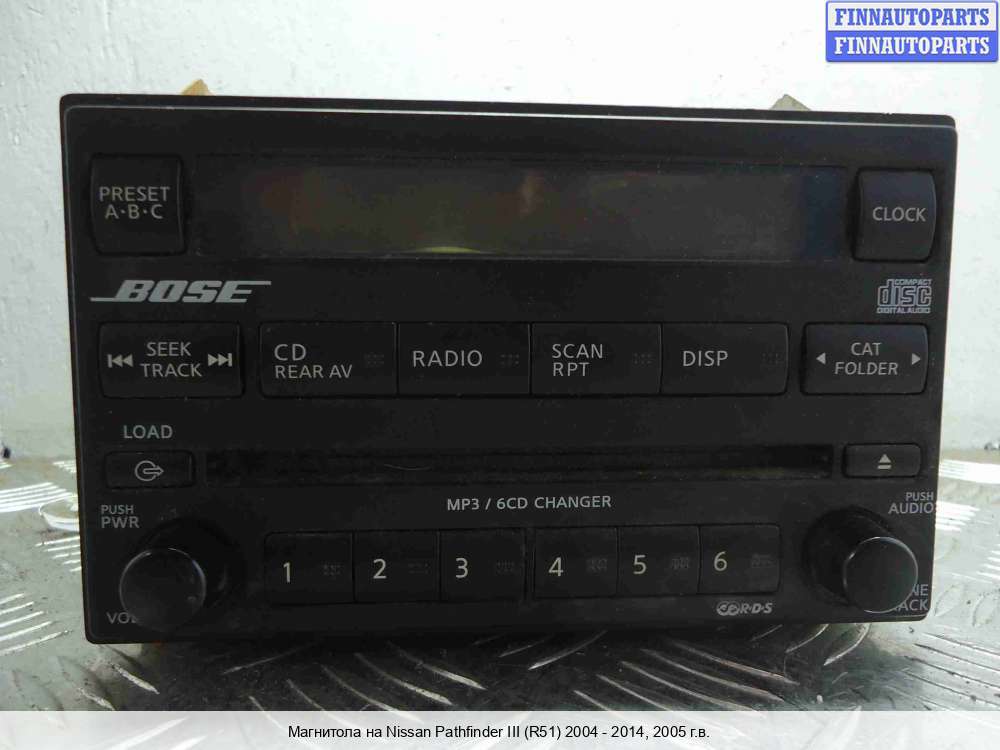 FINNAUTOPARTS
FINNAUTOPARTS
PRESET
A·B·C
CLOCK
BOSE
COMPACT
disc
DIGITAL AUDIO
SEEK
TRACK
CD
REAR AV
RADIO
SCAN
RPT
DISP
CAT
FOLDER
LOAD
MP3 / 6CD CHANGER
PUSH
PWR
PUSH
AUDIO
1
2
3
4
5
6
R·D·S
Магнитола на Nissan Pathfinder III (R51) 2004 - 2014, 2005 г.в.